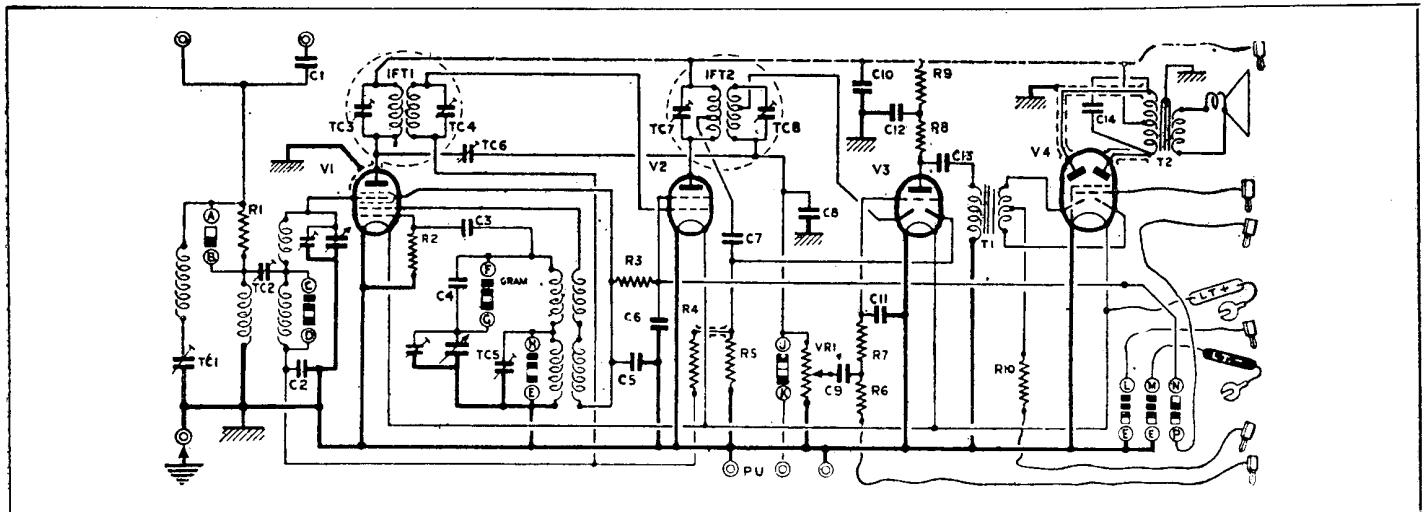 C1
IFT1
TC3
TC4
TC6
V1
A
B
R1
TC2
C
D
TC1
C2
R2
C3
C4
F
GRAM
G
TC5
H
E
R3
C6
C5
IFT2
TC7
TC8
V2
C7
C8
R4
R5
J
K
VR1
C9
PU
C10
C12
R9
R8
V3
C13
C11
R7
R6
T1
R10
C14
V4
T2
LT+
L
M
N
E
E
P